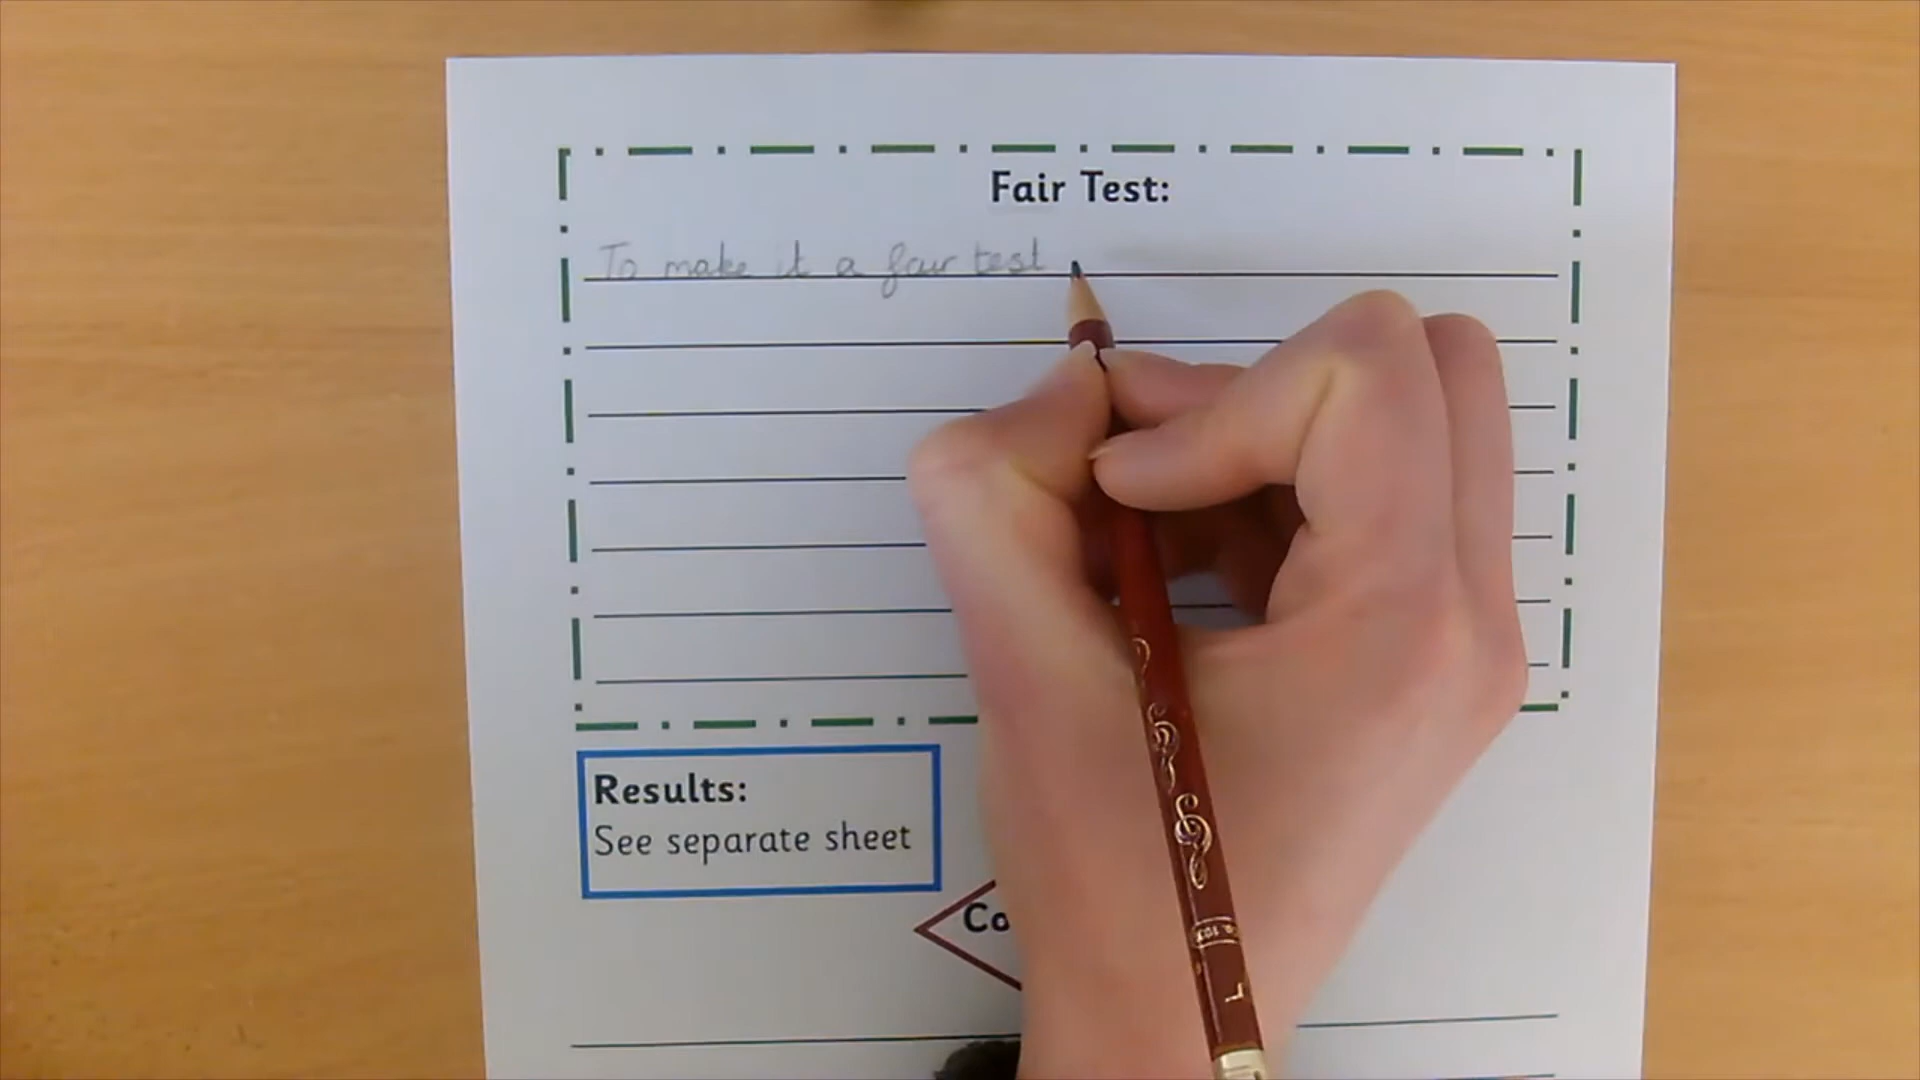 Fair Test:
To make it a fair test
Results:
See separate sheet
Co